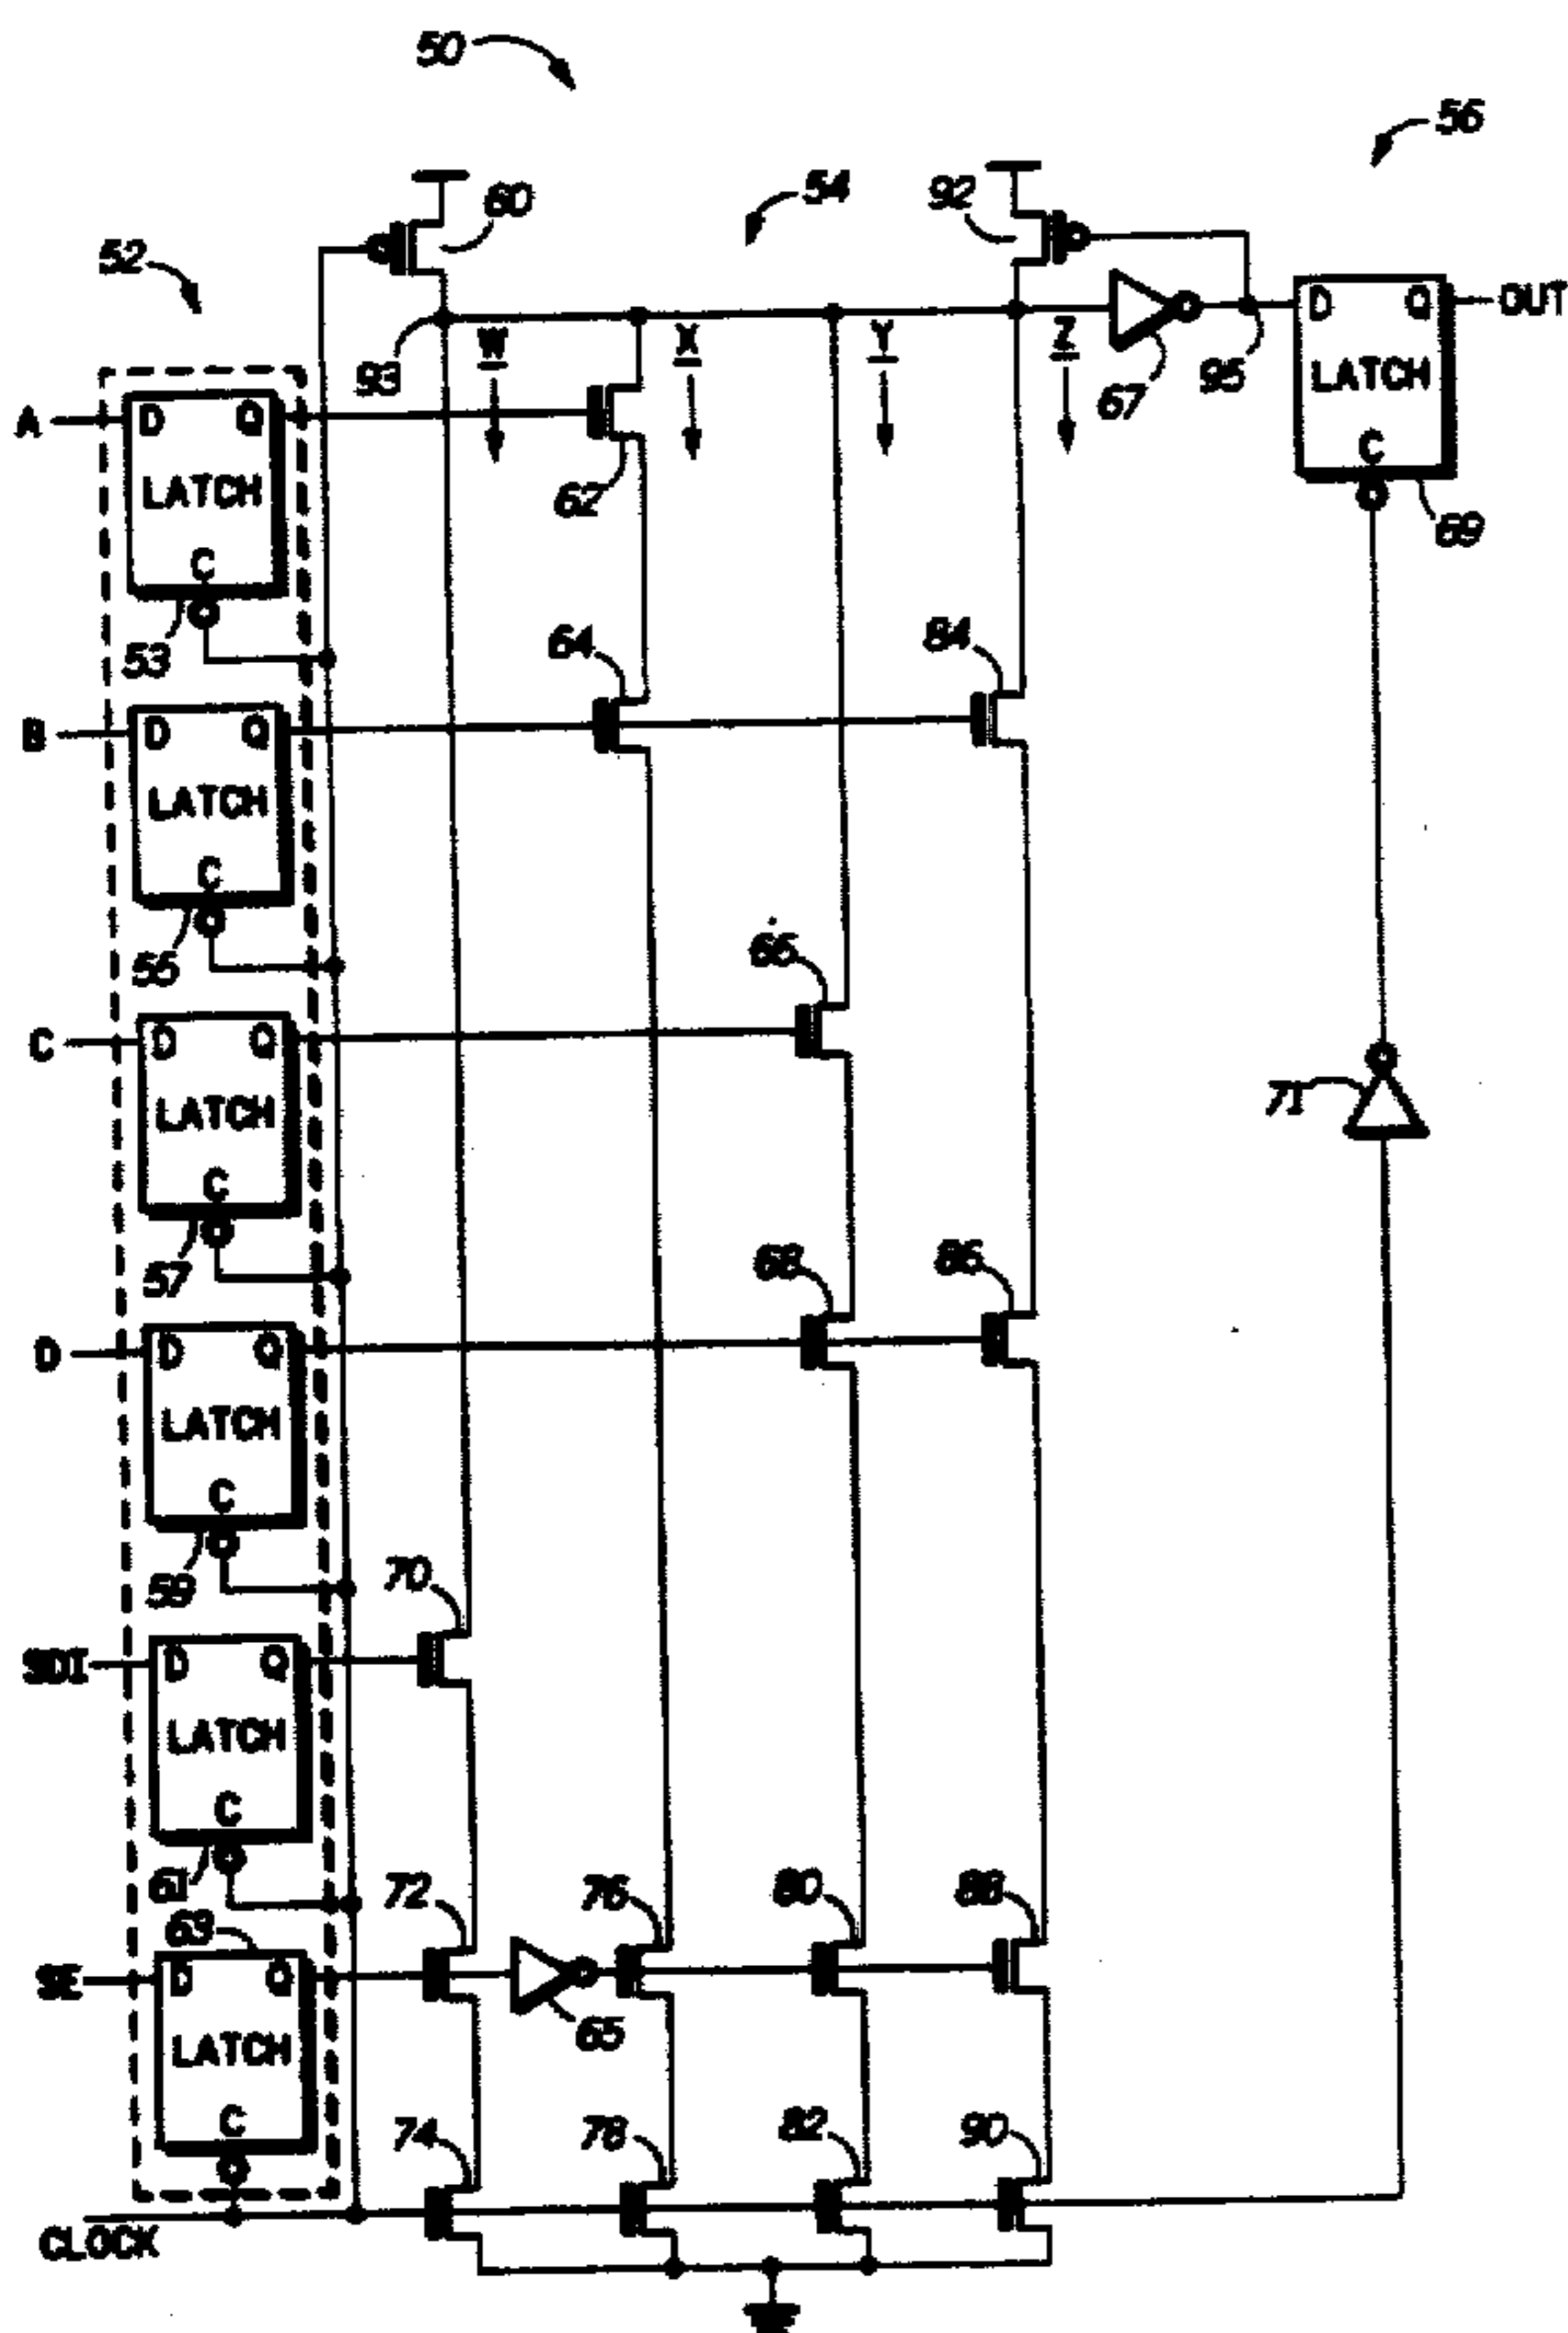 50
56
54
60
92
52
D Q
OUT
W X Y Z
93
67
95
LATCH
C
69
A
D Q
LATCH
C
53
62
64
84
B
D Q
LATCH
C
55
66
C
D Q
LATCH
C
57
71
68
86
D
D Q
LATCH
C
59
70
SDI
D Q
LATCH
C
61
63
72
76
80
88
SE
D Q
LATCH
C
65
74
78
82
90
CLOCK